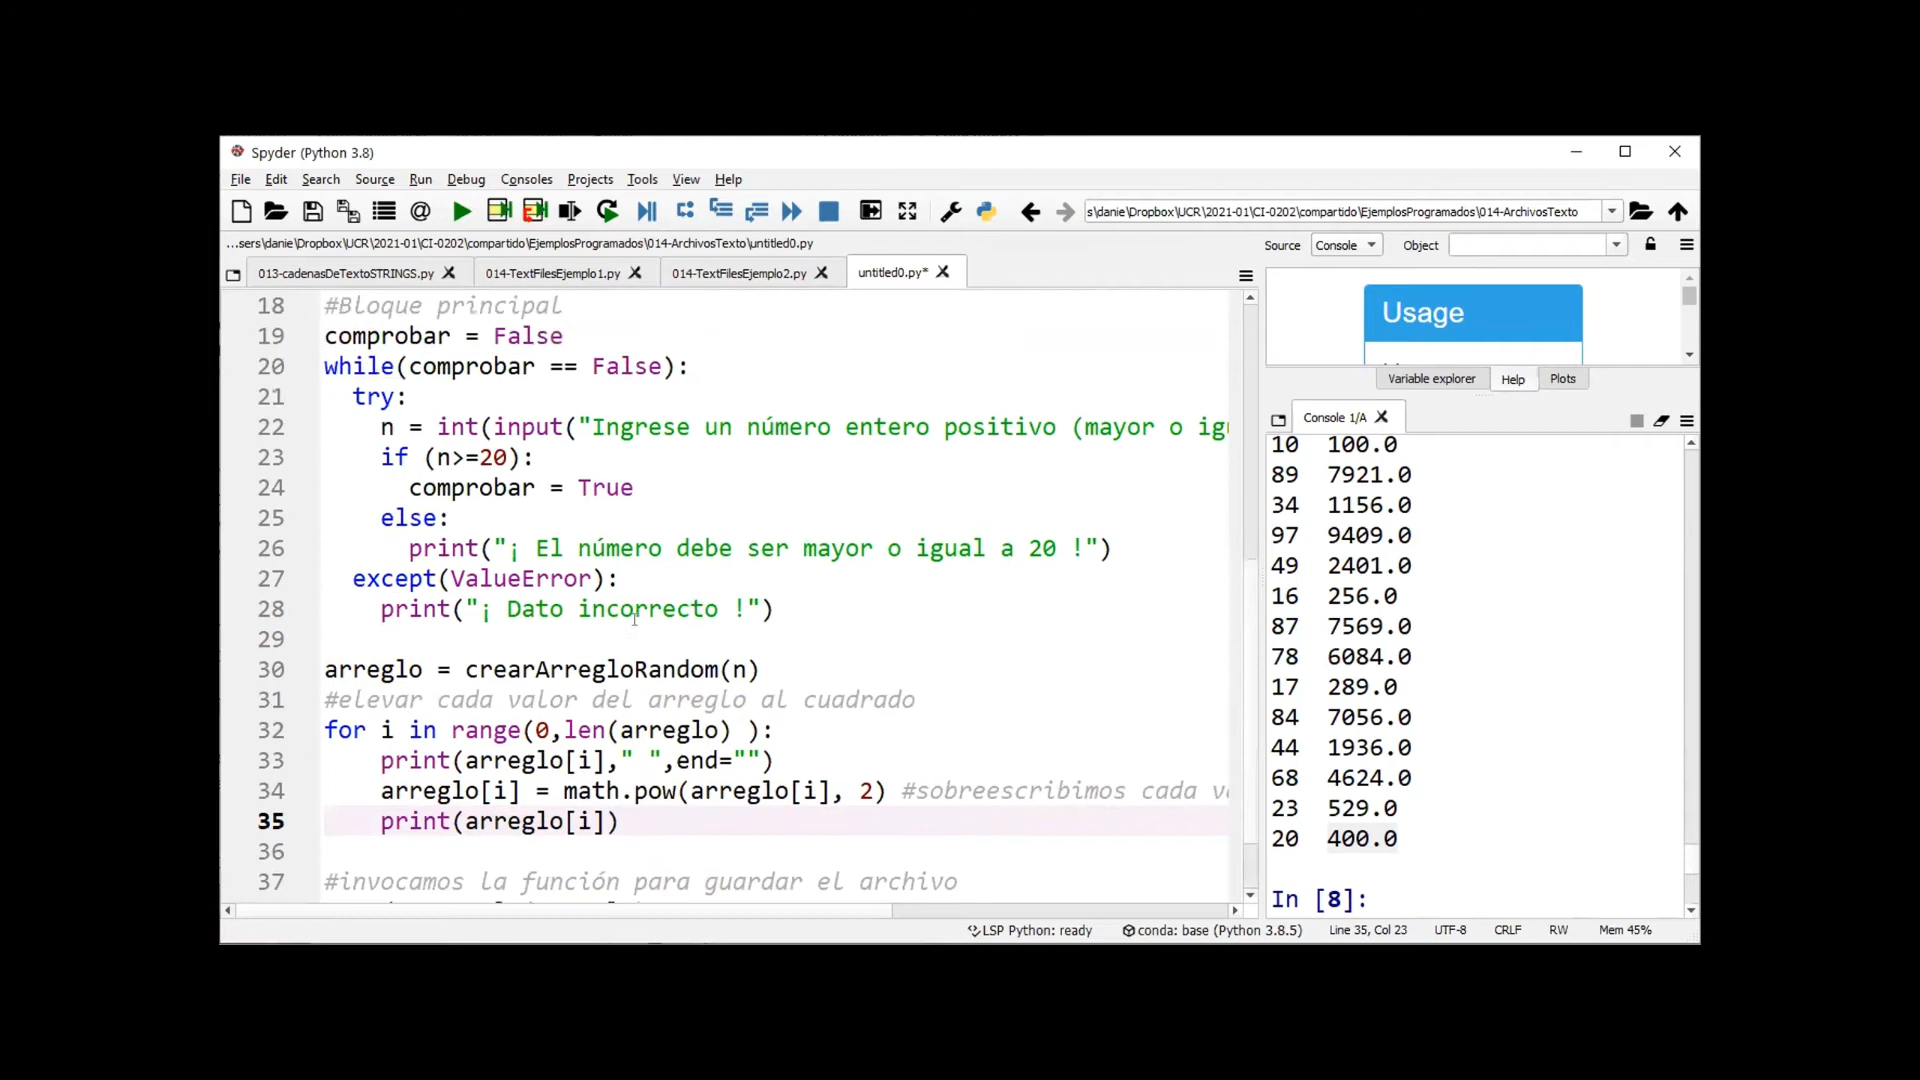 Spyder (Python 3.8)
File Edit Search Source Run Debug Consoles Projects Tools View Help
s\danie\Dropbox\UCR\2021-01\CI-0202\compartido\EjemplosProgramados\014-ArchivosTexto
...sers\danie\Dropbox\UCR\2021-01\CI-0202\compartido\EjemplosProgramados\014-ArchivosTexto\untitled0.py
Source Console Object
013-cadenasDeTextoSTRINGS.py 014-TextFilesEjemplo1.py 014-TextFilesEjemplo2.py untitled0.py*
18 #Bloque principal
19 comprobar = False
20 while(comprobar == False):
21 try:
22 n = int(input("Ingrese un número entero positivo (mayor o igu
23 if (n>=20):
24 comprobar = True
25 else:
26 print("¡ El número debe ser mayor o igual a 20 !")
27 except(ValueError):
28 print("¡ Dato incorrecto !")
29
30 arreglo = crearArregloRandom(n)
31 #elevar cada valor del arreglo al cuadrado
32 for i in range(0,len(arreglo) ):
33 print(arreglo[i]," ",end="")
34 arreglo[i] = math.pow(arreglo[i], 2) #sobreescribimos cada v
35 print(arreglo[i])
36
37 #invocamos la función para guardar el archivo
Usage
Variable explorer Help Plots
Console 1/A
10 100.0
89 7921.0
34 1156.0
97 9409.0
49 2401.0
16 256.0
87 7569.0
78 6084.0
17 289.0
84 7056.0
44 1936.0
68 4624.0
23 529.0
20 400.0
In [8]:
LSP Python: ready conda: base (Python 3.8.5) Line 35, Col 23 UTF-8 CRLF RW Mem 45%